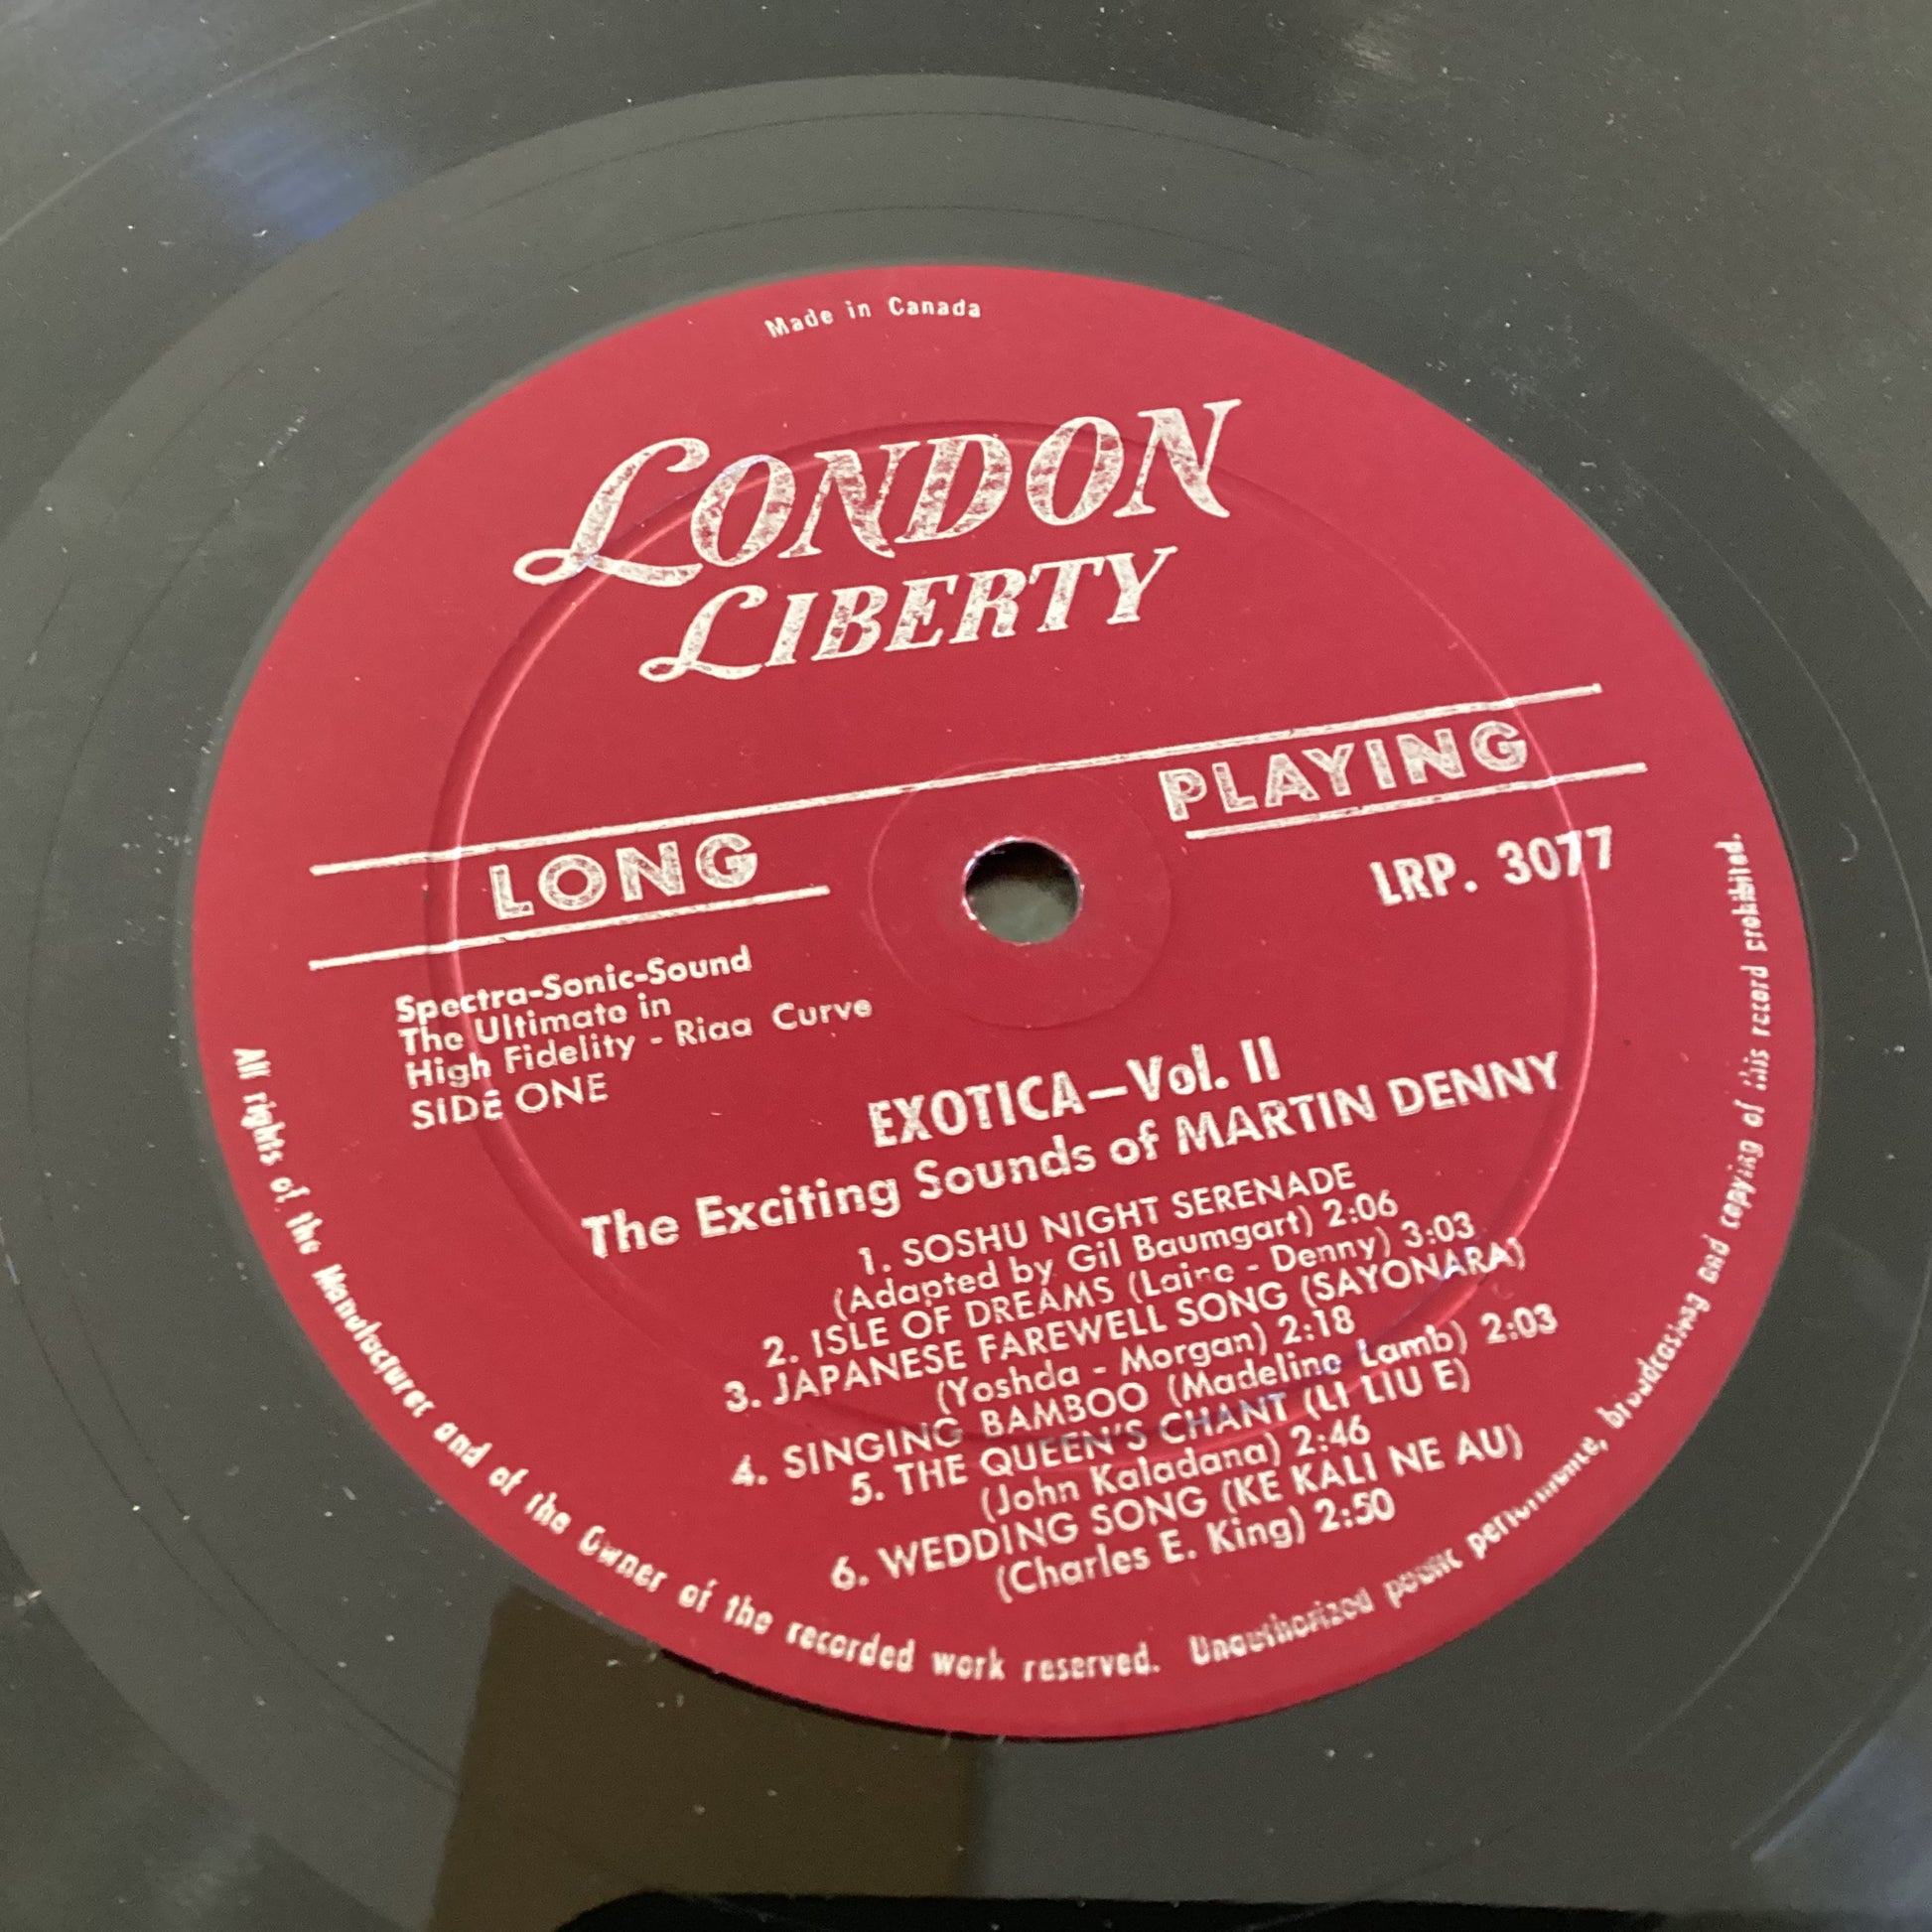 Made in Canada
LONDON
LIBERTY
LONG PLAYING
LRP. 3077
Spectra-Sonic-Sound
The Ultimate in
High Fidelity - Riaa Curve
SIDE ONE
EXOTICA—Vol. II
The Exciting Sounds of MARTIN DENNY
1. SOSHU NIGHT SERENADE
(Adapted by Gil Baumgart) 2:06
2. ISLE OF DREAMS (Laine - Denny) 3:03
3. JAPANESE FAREWELL SONG (SAYONARA)
(Yoshda - Morgan) 2:18
4. SINGING BAMBOO (Madeline Lamb) 2:03
5. THE QUEEN'S CHANT (LI LIU E)
(John Kaladana) 2:46
6. WEDDING SONG (KE KALI NE AU)
(Charles E. King) 2:50
All rights of the Manufacturer and of the Owner of the recorded work reserved. Unauthorized public performance, broadcasting and copying of this record prohibited.